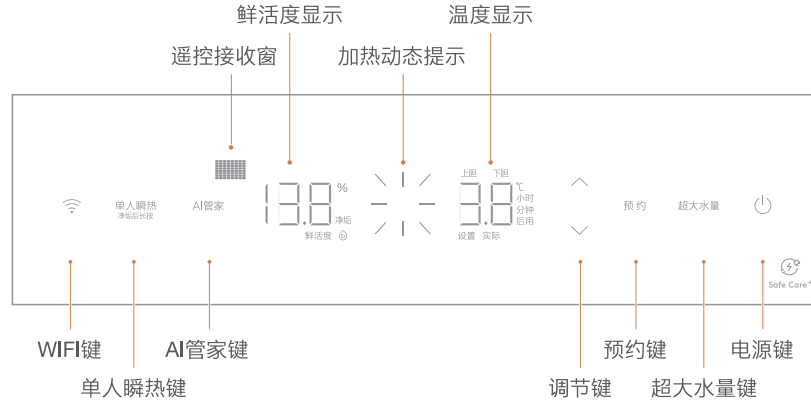 鲜活度显示
温度显示
遥控接收窗
加热动态提示
上胆 下胆
单人瞬热
净垢后长按
AI管家
13.8
%
净垢
鲜活度
3.8
℃
小时
分钟
后用
设置 实际
预约
超大水量
Safe Care+
WIFI键
AI管家键
预约键
电源键
单人瞬热键
调节键
超大水量键